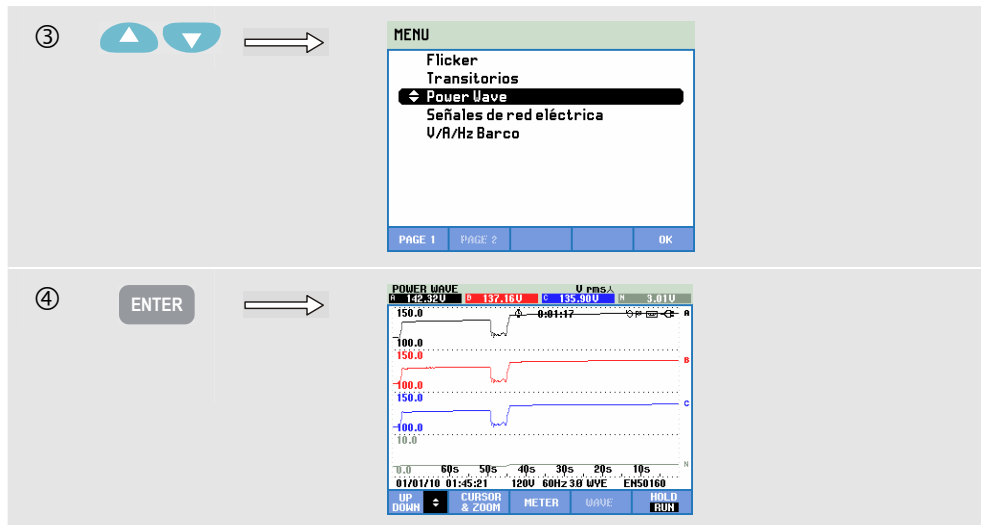 ③
MENU
Flicker
Transitorios
Power Wave
Señales de red eléctrica
V/A/Hz Barco
PAGE 1 PAGE 2 OK
④
ENTER
POWER WAVE V rms
A 142.32V B 137.16V C 135.90V N 3.01V
150.0 0:01:17 A
100.0
150.0
B
100.0
150.0
C
100.0
10.0
N
0.0 60s 50s 40s 30s 20s 10s
01/01/10 01:45:21 120V 60Hz 3Ø WYE EN50160
UP DOWN CURSOR & ZOOM METER WAVE HOLD RUN